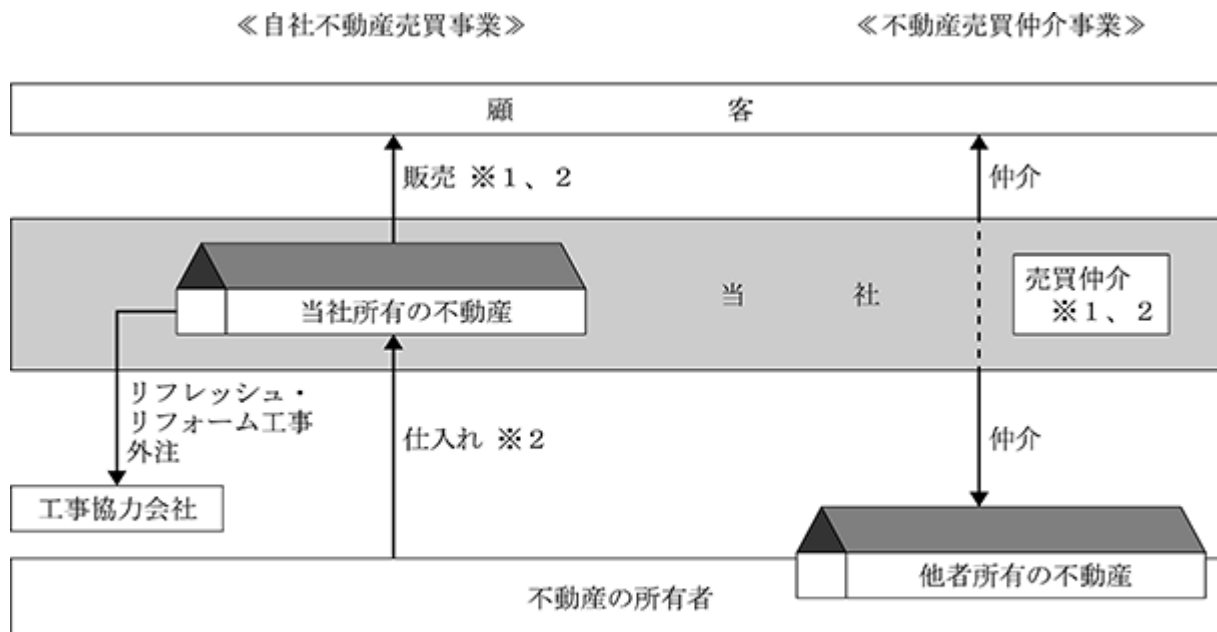 ≪自社不動産売買事業≫
≪不動産売買仲介事業≫
顧客
販売 ※1、2
仲介
当社所有の不動産
当社
売買仲介
※1、2
リフレッシュ・
リフォーム工事
外注
仕入れ ※2
仲介
工事協力会社
他者所有の不動産
不動産の所有者